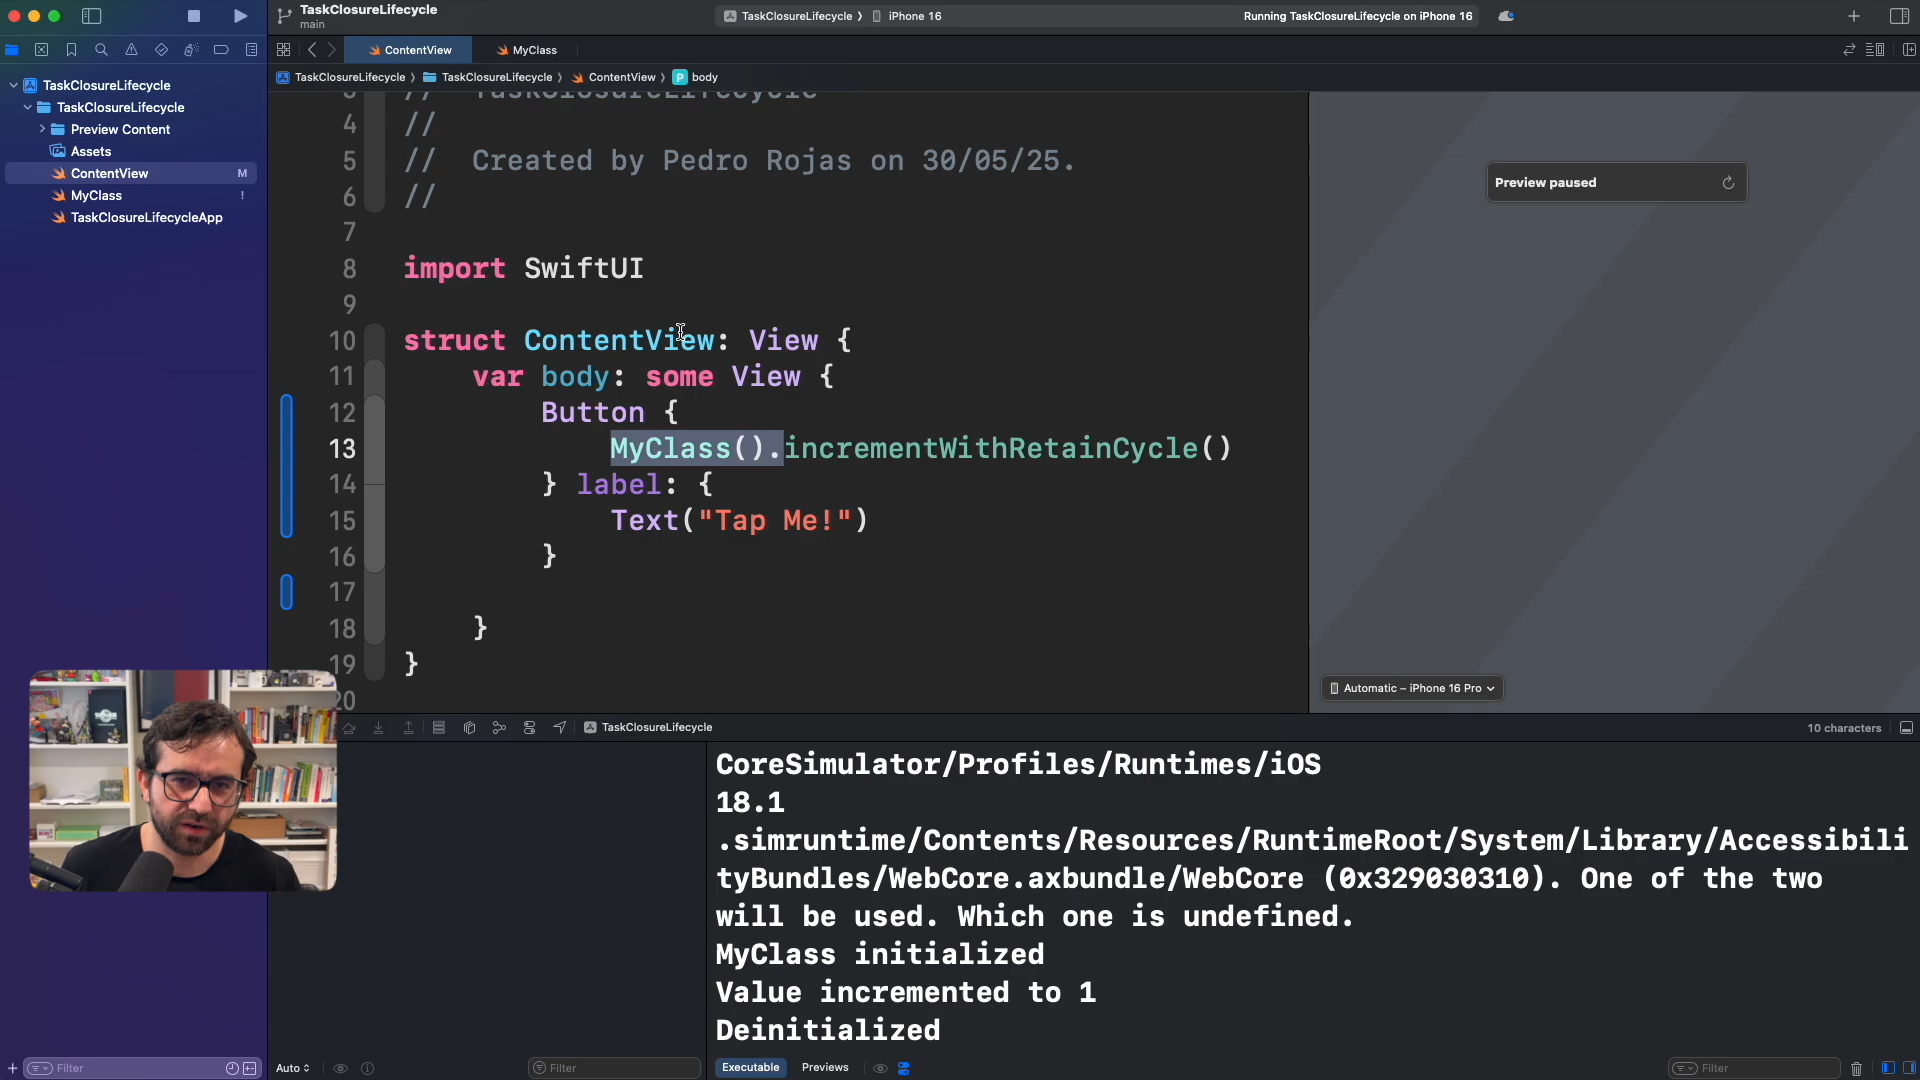 TaskClosureLifecycle
main
TaskClosureLifecycle
iPhone 16
Running TaskClosureLifecycle on iPhone 16
ContentView
MyClass
TaskClosureLifecycle
TaskClosureLifecycle
ContentView
body
TaskClosureLifecycle
TaskClosureLifecycle
Preview Content
Assets
ContentView M
MyClass !
TaskClosureLifecycleApp
3 // TaskClosureLifecycle
4 //
5 // Created by Pedro Rojas on 30/05/25.
6 //
7
8 import SwiftUI
9
10 struct ContentView: View {
11 var body: some View {
12 Button {
13 MyClass().incrementWithRetainCycle()
14 } label: {
15 Text("Tap Me!")
16 }
17
18 }
19 }
20
Preview paused
Automatic – iPhone 16 Pro
TaskClosureLifecycle
10 characters
CoreSimulator/Profiles/Runtimes/iOS
18.1
.simruntime/Contents/Resources/RuntimeRoot/System/Library/Accessibili
tyBundles/WebCore.axbundle/WebCore (0x329030310). One of the two
will be used. Which one is undefined.
MyClass initialized
Value incremented to 1
Deinitialized
Filter
Auto
Filter
Executable
Previews
Filter